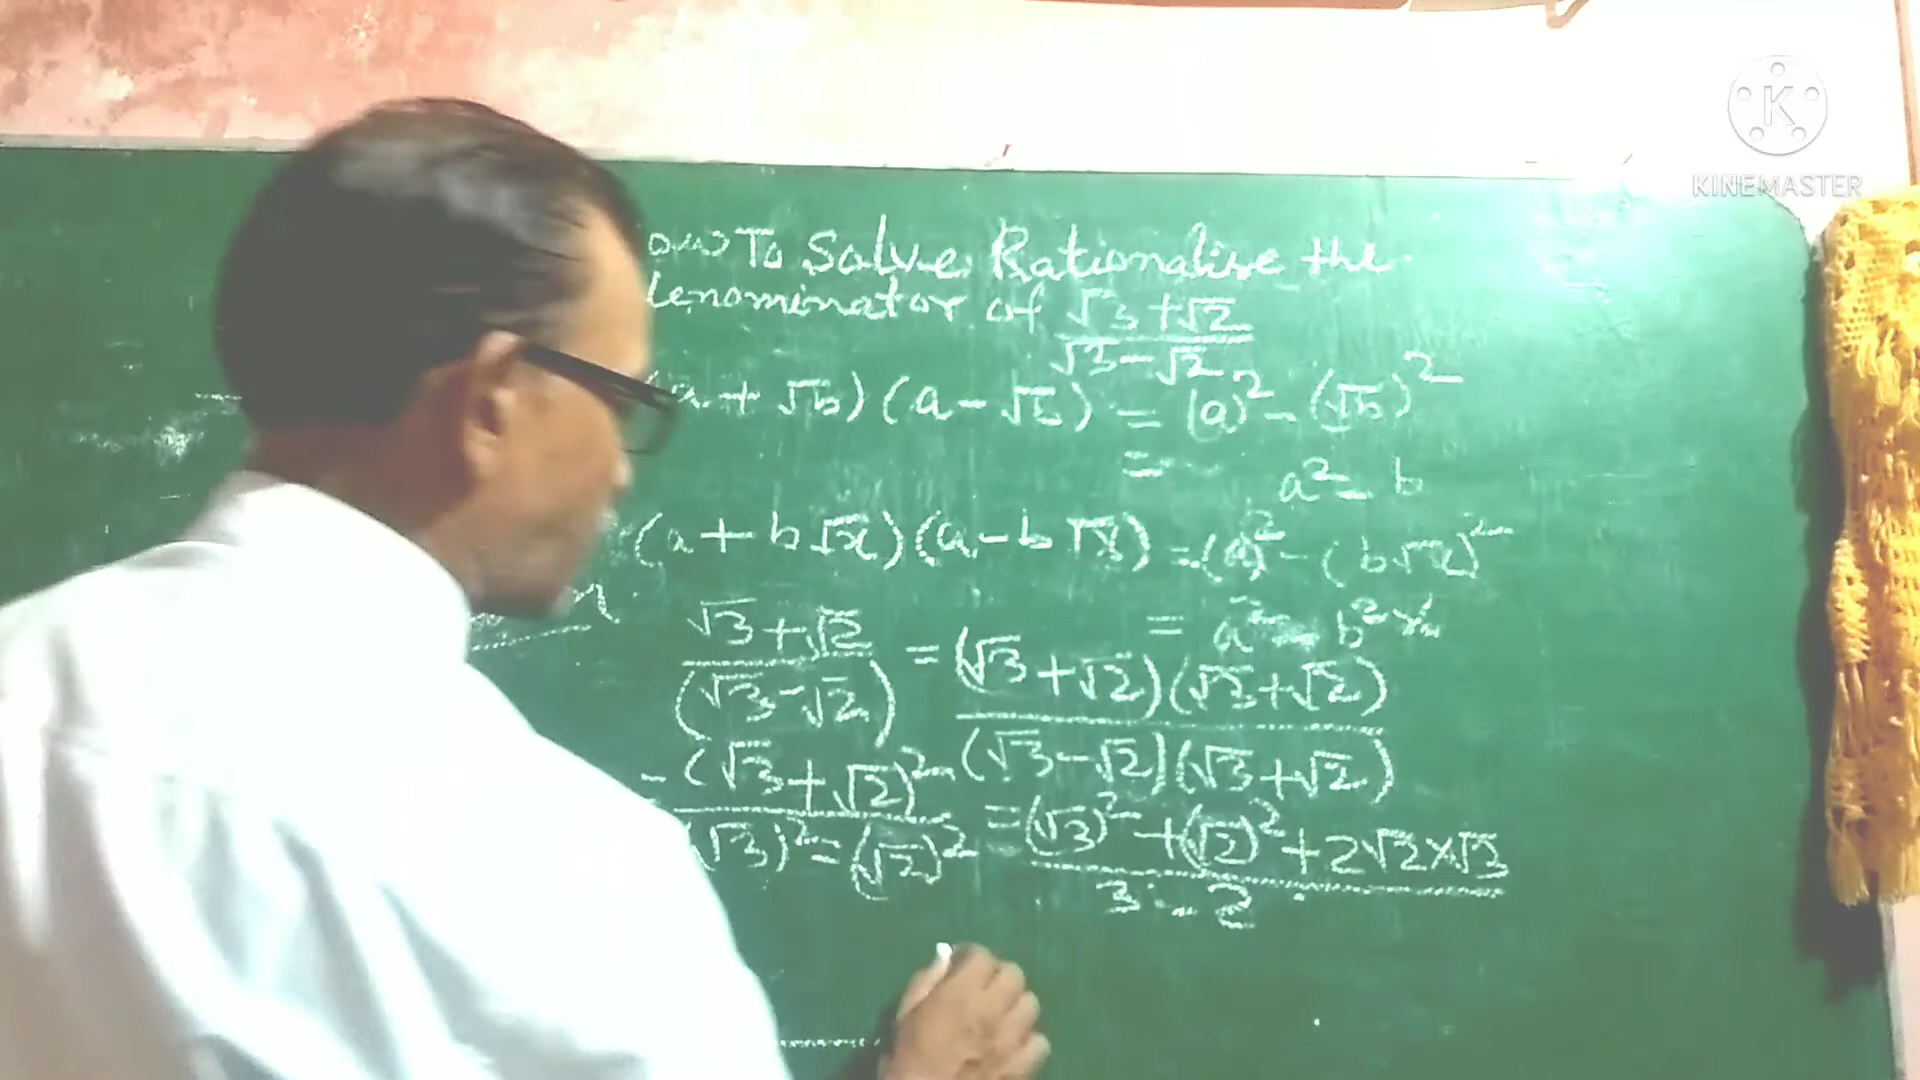 KINEMASTER
To Solve Rationalise the
denominator of √3+√2/√3-√2
a+√b)(a-√b) = (a)²-(√b)²
= a²-b
(a+b√x)(a-b√x) = (a)²-(b√x)²
= a²-b²x
√3+√2/(√3-√2) = (√3+√2)(√3+√2)/(√3-√2)(√3+√2)
-(√3+√2)²/√3)²=(√2)² = (√3)²+(√2)²+2√2×√3/3-2